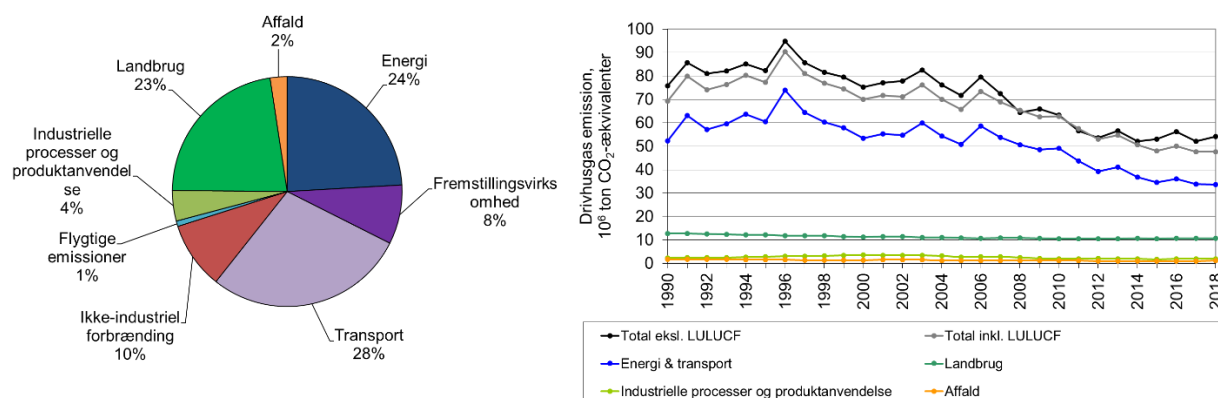 Affald
2%
Energi
24%
Landbrug
23%
Industrielle
processer og
produktanvendel
se
4%
Fremstillingsvirks
omhed
8%
Flygtige
emissioner
1%
Ikke-industriel
forbrænding
10%
Transport
28%
Drivhusgas emission,
10⁶ ton CO₂-ækvivalenter
100
90
80
70
60
50
40
30
20
10
0
1990
1992
1994
1996
1998
2000
2002
2004
2006
2008
2010
2012
2014
2016
2018
Total eksl. LULUCF
Total inkl. LULUCF
Energi & transport
Landbrug
Industrielle processer og produktanvendelse
Affald